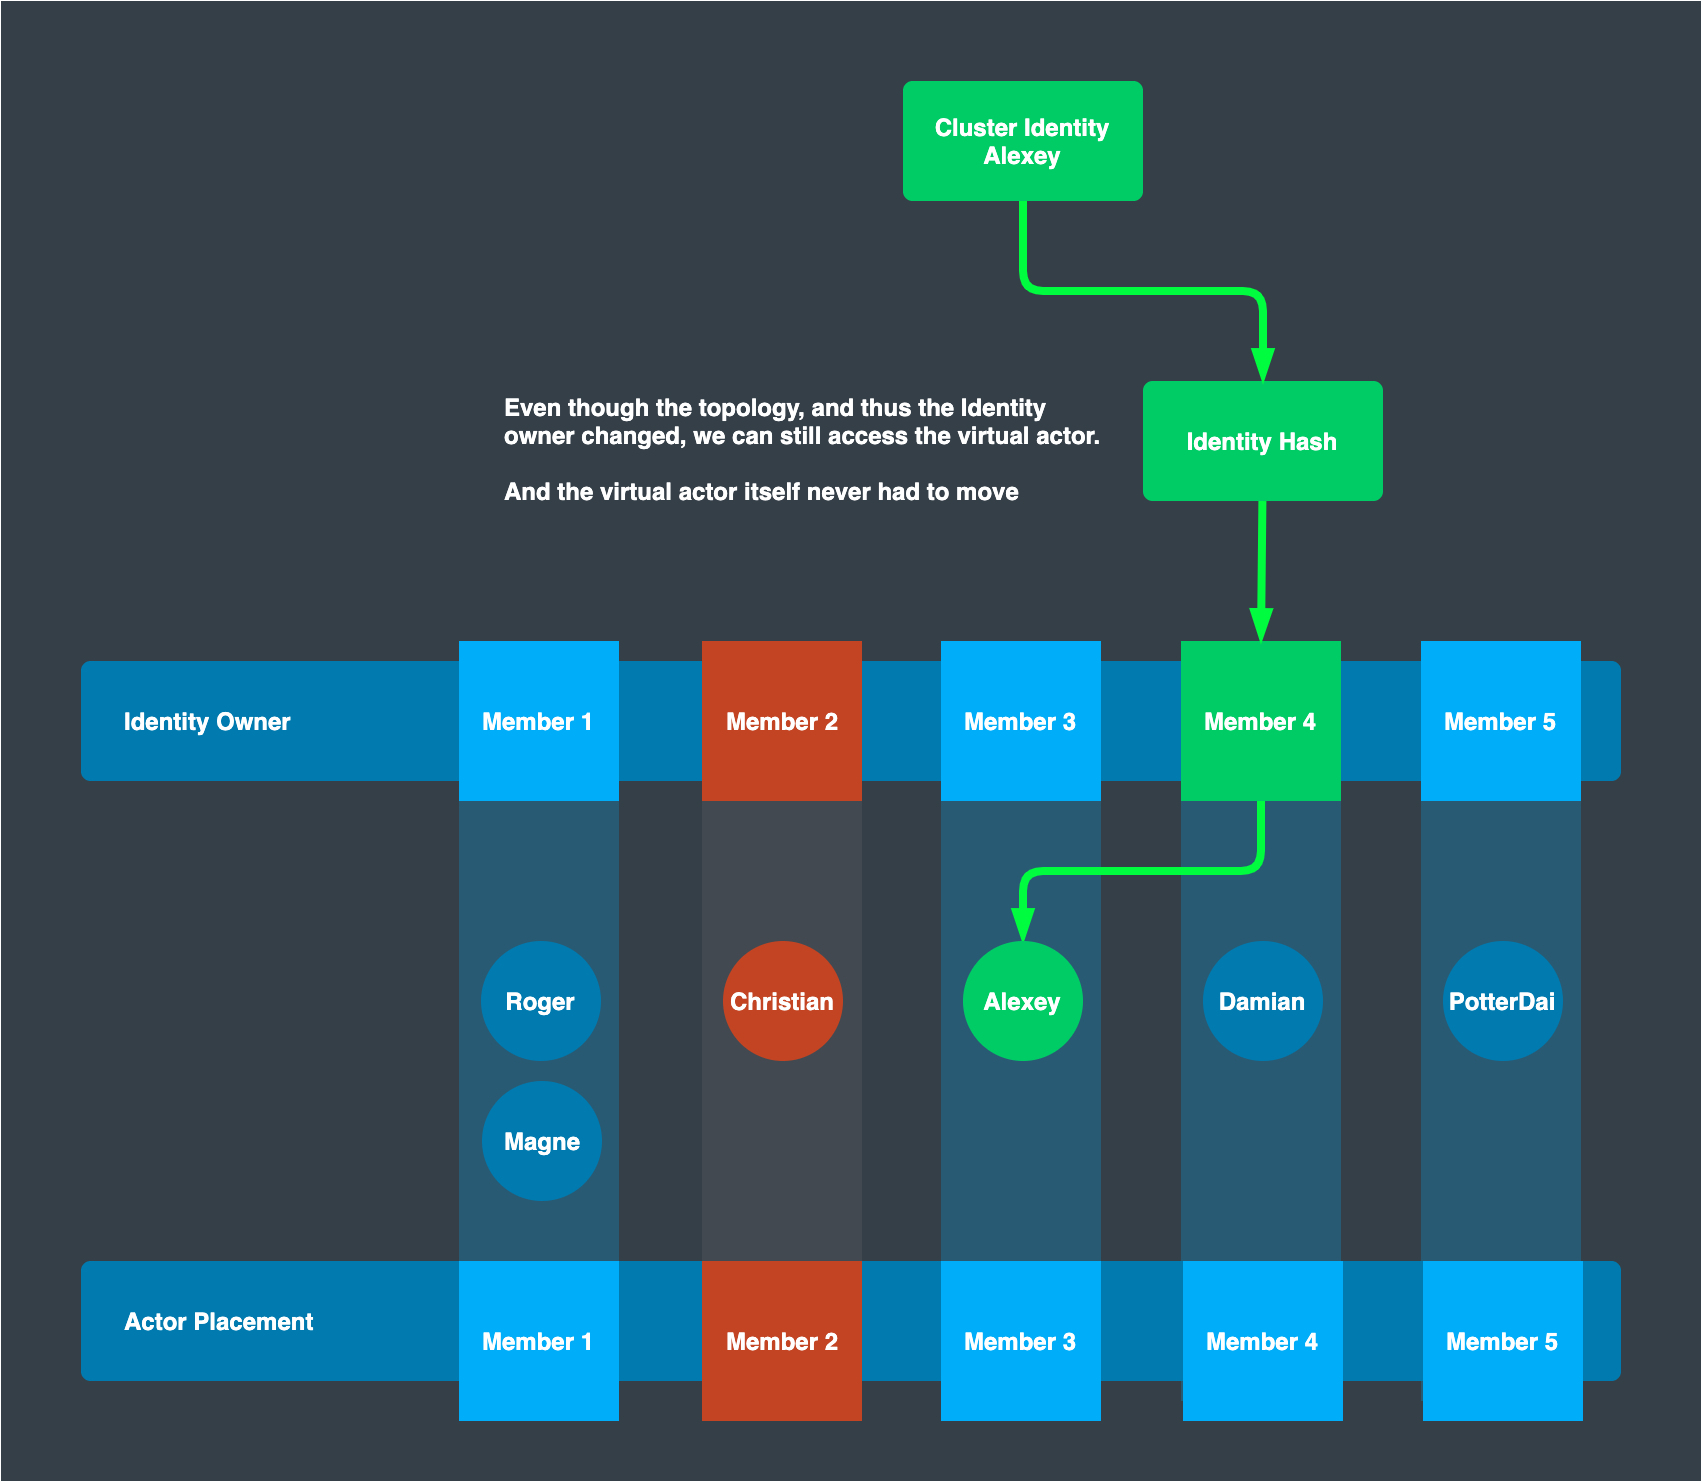 Cluster Identity
Alexey
Even though the topology, and thus the Identity
owner changed, we can still access the virtual actor.
And the virtual actor itself never had to move
Identity Hash
Identity Owner
Member 1
Member 2
Member 3
Member 4
Member 5
Roger
Christian
Alexey
Damian
PotterDai
Magne
Actor Placement
Member 1
Member 2
Member 3
Member 4
Member 5